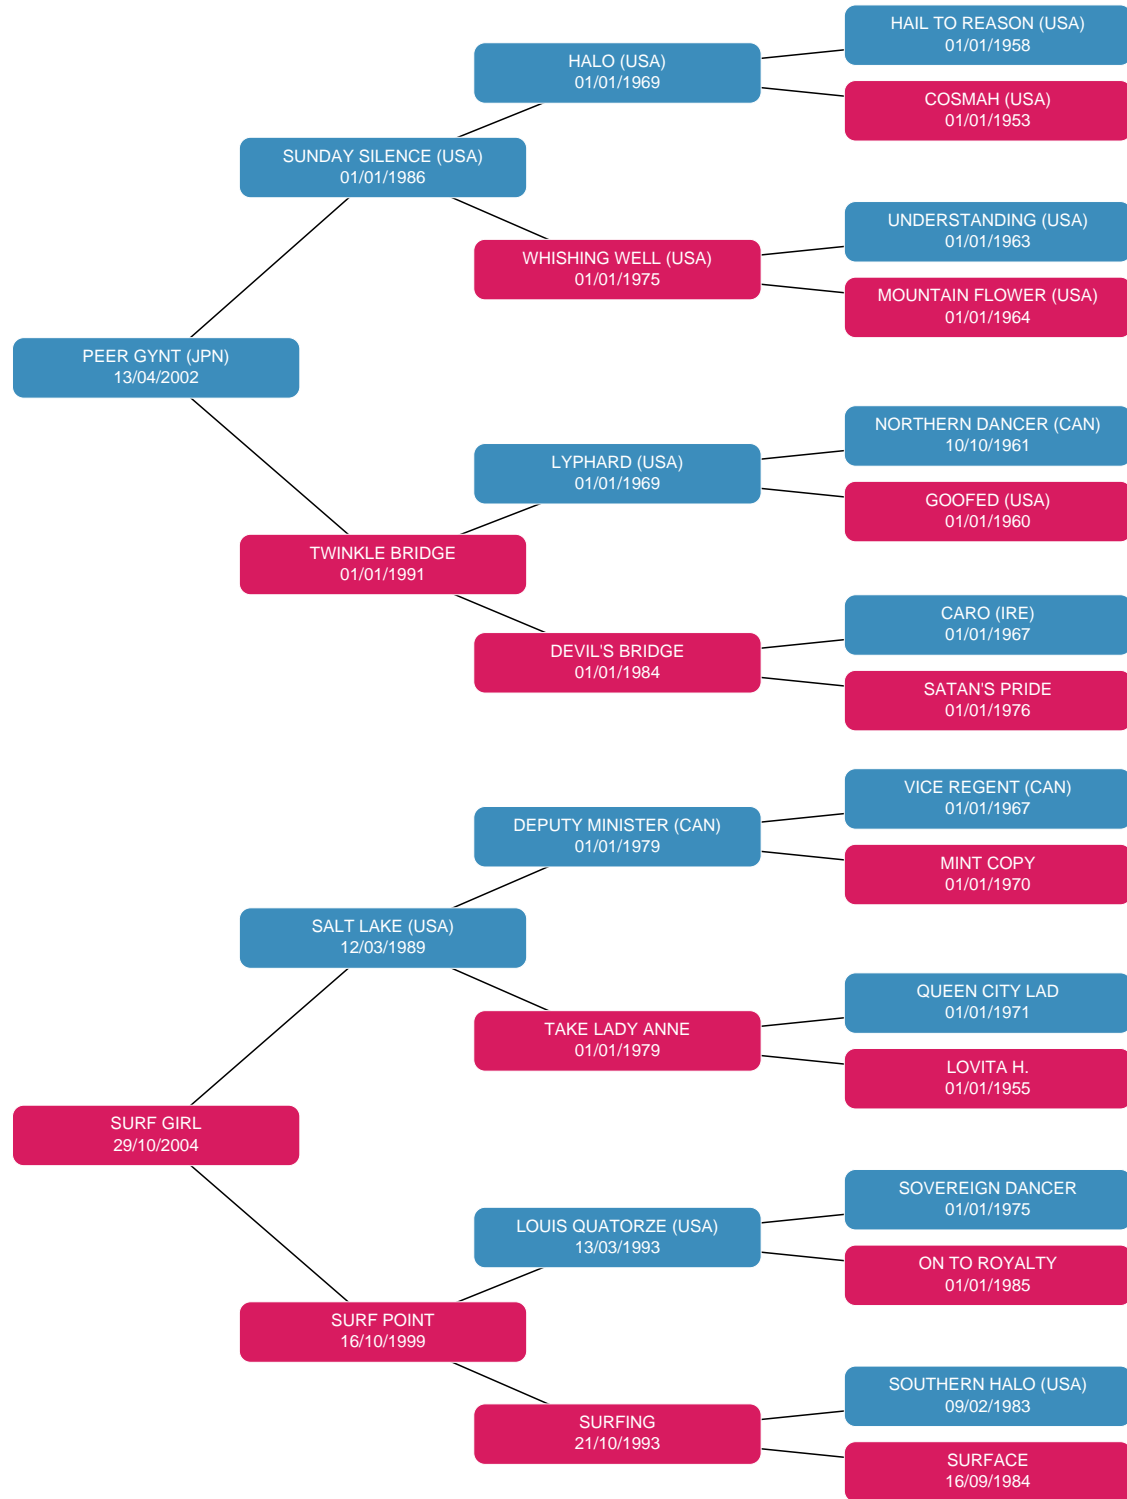 HAIL TO REASON (USA)
01/01/1958
HALO (USA)
01/01/1969
COSMAH (USA)
01/01/1953
SUNDAY SILENCE (USA)
01/01/1986
UNDERSTANDING (USA)
01/01/1963
WHISHING WELL (USA)
01/01/1975
MOUNTAIN FLOWER (USA)
01/01/1964
PEER GYNT (JPN)
13/04/2002
NORTHERN DANCER (CAN)
10/10/1961
LYPHARD (USA)
01/01/1969
GOOFED (USA)
01/01/1960
TWINKLE BRIDGE
01/01/1991
CARO (IRE)
01/01/1967
DEVIL'S BRIDGE
01/01/1984
SATAN'S PRIDE
01/01/1976
VICE REGENT (CAN)
01/01/1967
DEPUTY MINISTER (CAN)
01/01/1979
MINT COPY
01/01/1970
SALT LAKE (USA)
12/03/1989
QUEEN CITY LAD
01/01/1971
TAKE LADY ANNE
01/01/1979
LOVITA H.
01/01/1955
SURF GIRL
29/10/2004
SOVEREIGN DANCER
01/01/1975
LOUIS QUATORZE (USA)
13/03/1993
ON TO ROYALTY
01/01/1985
SURF POINT
16/10/1999
SOUTHERN HALO (USA)
09/02/1983
SURFING
21/10/1993
SURFACE
16/09/1984